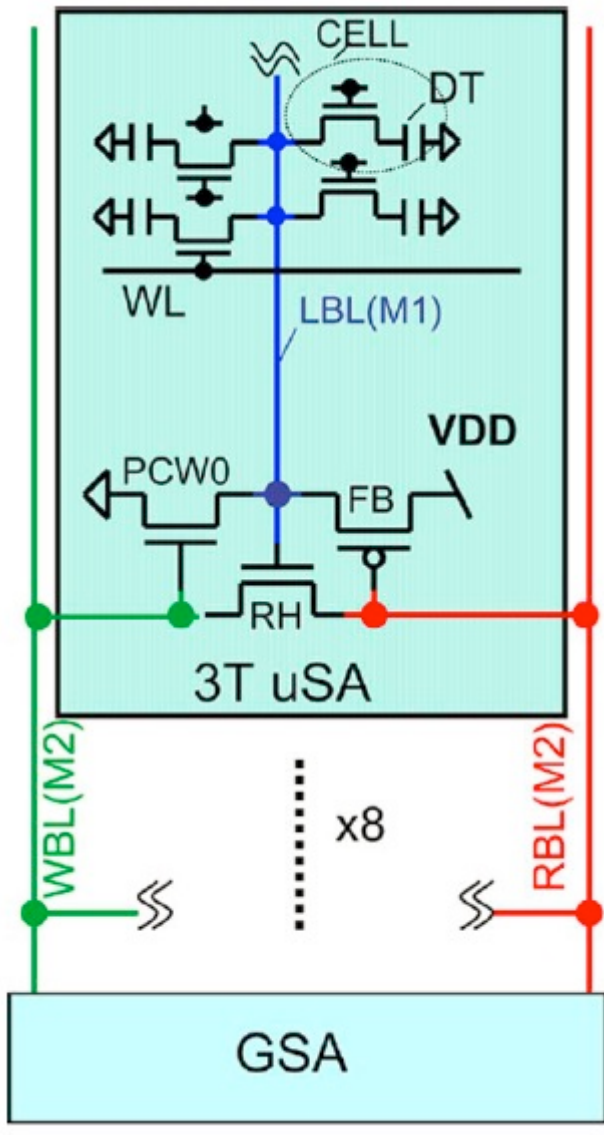 CELL
DT
WL
LBL(M1)
VDD
PCW0
FB
RH
3T uSA
WBL(M2)
x8
RBL(M2)
GSA